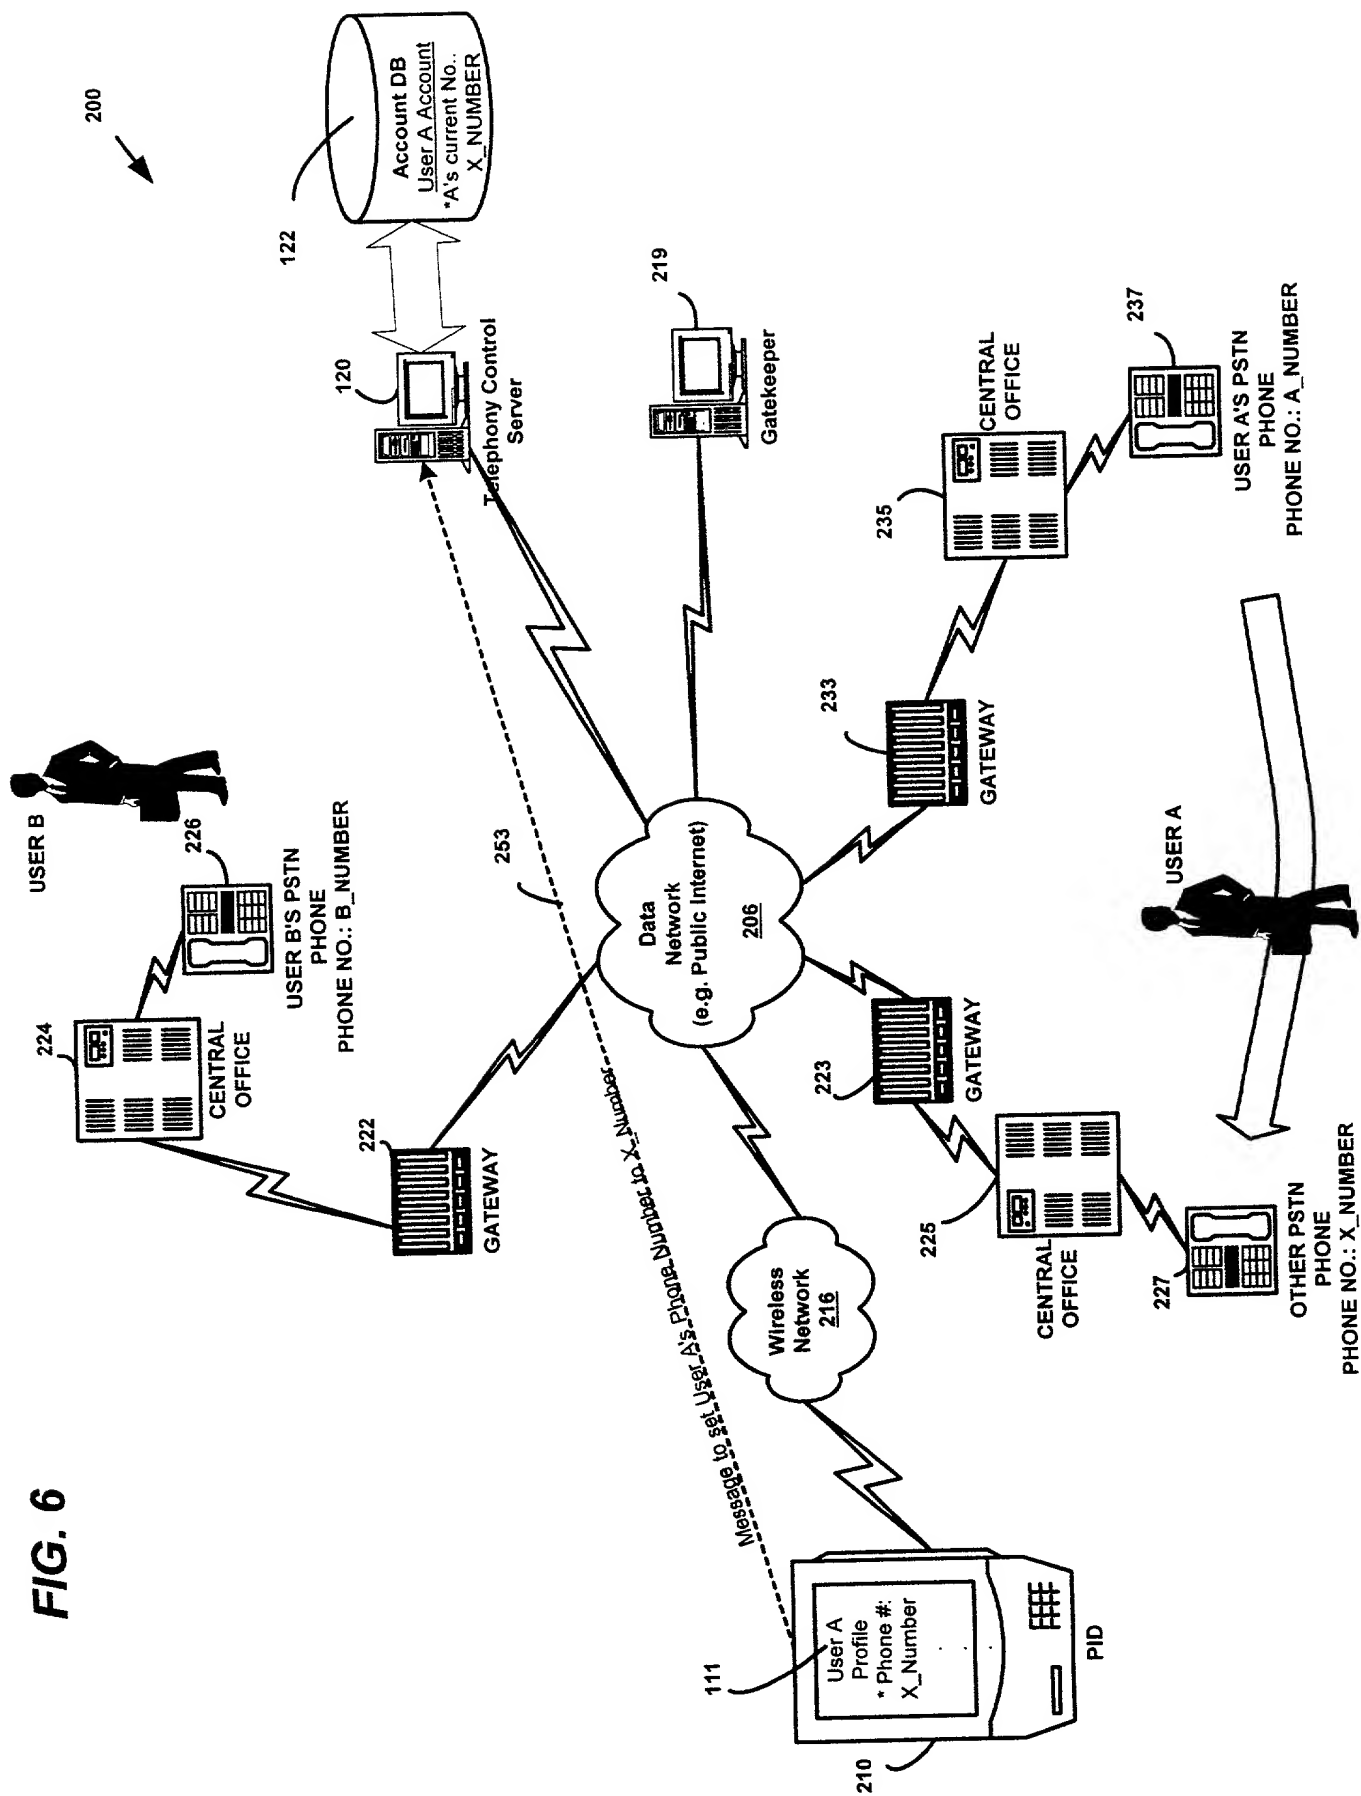 FIG. 6
200
Account DB
User A Account
*A's current No..
X_NUMBER
122
120
Telephony Control
Server
219
Gatekeeper
USER B
226
USER B'S PSTN
PHONE
PHONE NO.: B_NUMBER
224
CENTRAL
OFFICE
222
GATEWAY
253
Message to set User A's Phone Number to X_Number
Data
Network
(e.g. Public Internet)
206
Wireless
Network
216
233
GATEWAY
235
CENTRAL
OFFICE
237
USER A'S PSTN
PHONE
PHONE NO.: A_NUMBER
USER A
223
GATEWAY
225
CENTRAL
OFFICE
227
OTHER PSTN
PHONE
PHONE NO.: X_NUMBER
111
User A
Profile
* Phone #:
X_Number
210
PID